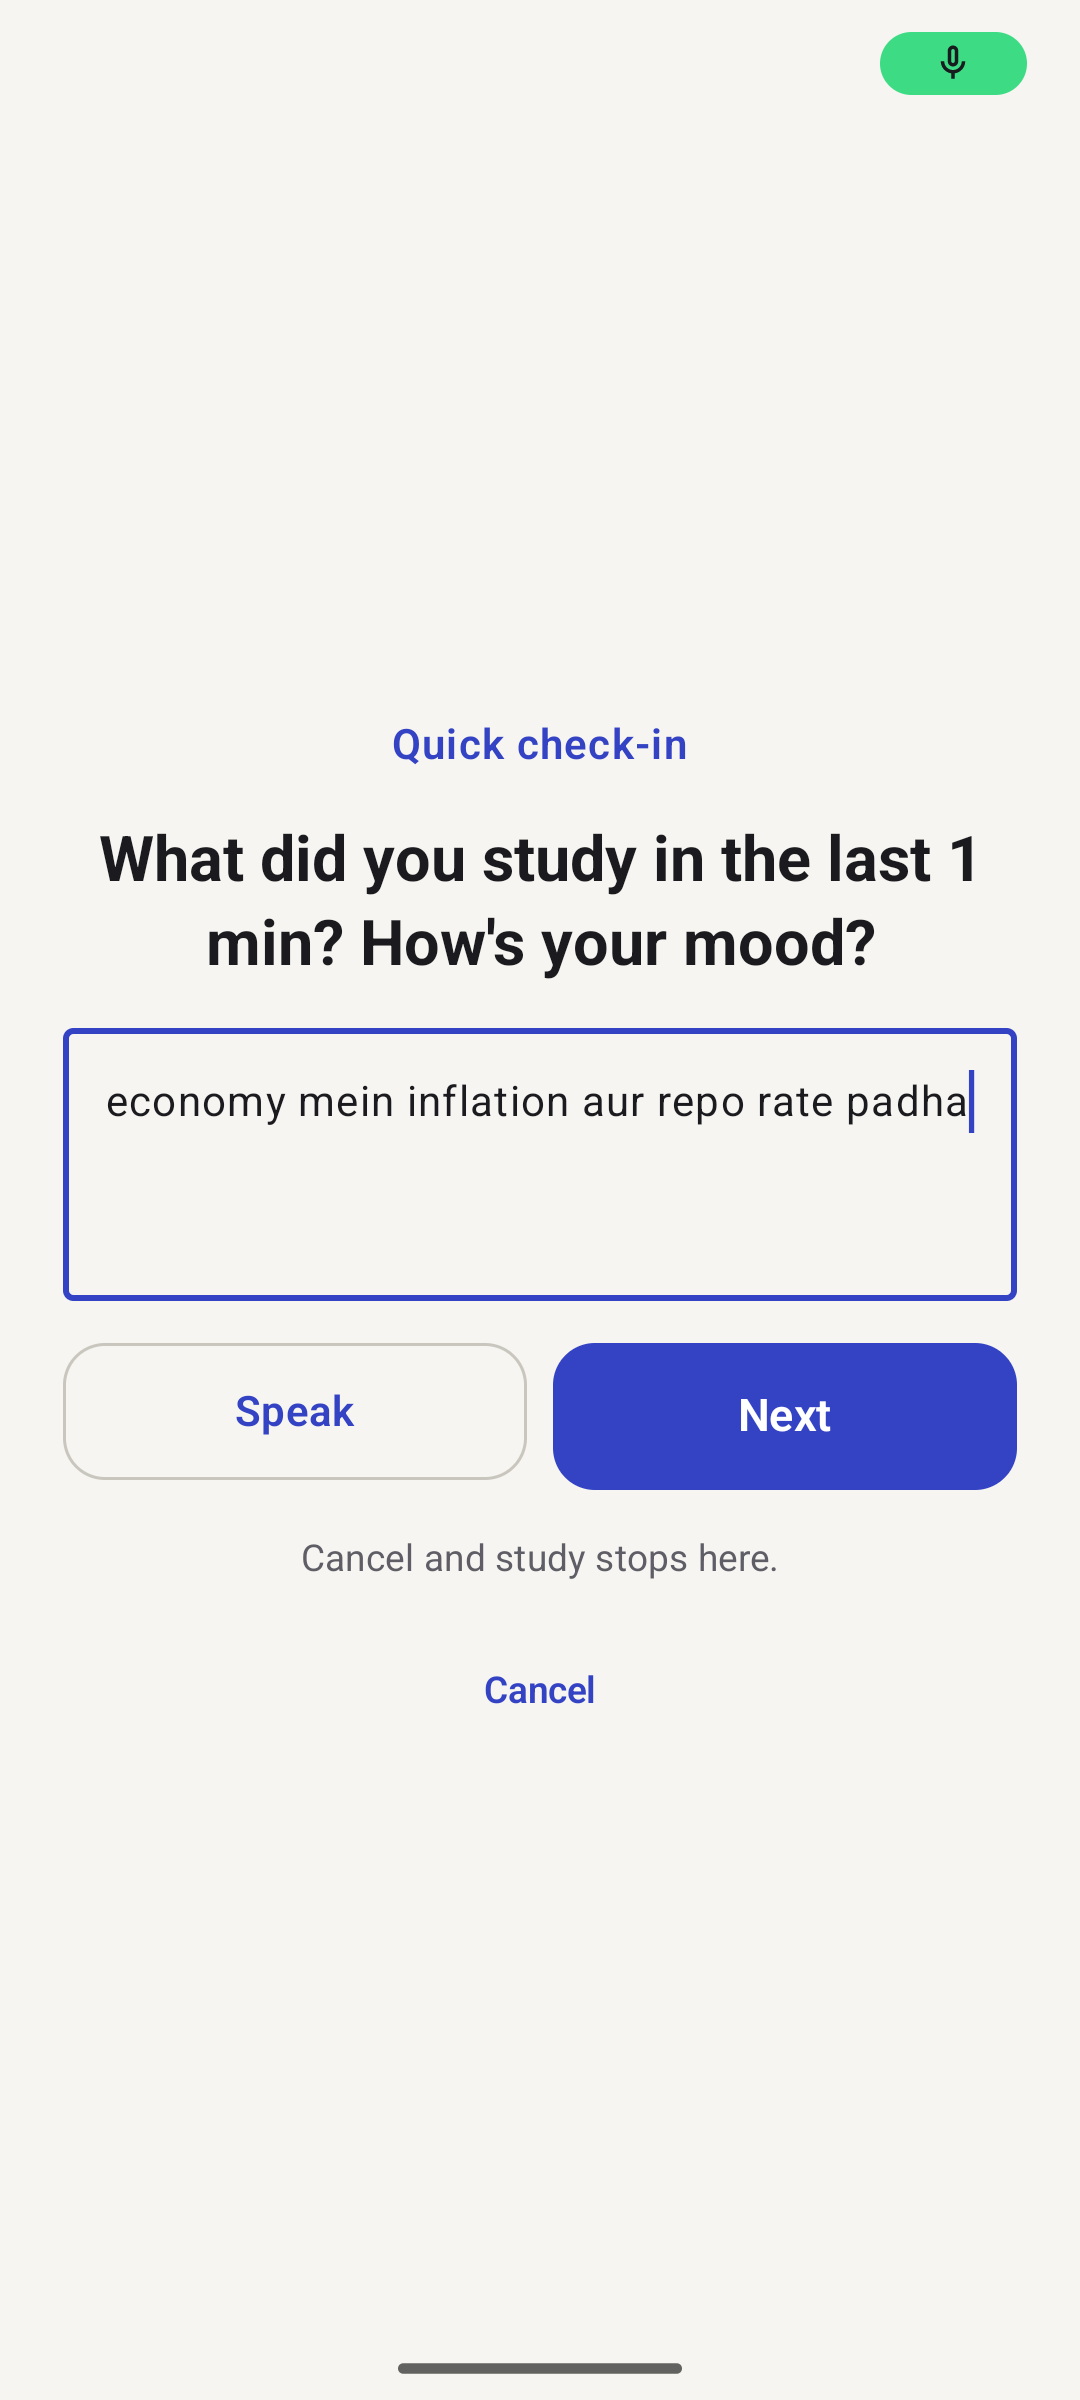 Quick check-in
What did you study in the last 1
min? How's your mood?
economy mein inflation aur repo rate padha
Speak
Next
Cancel and study stops here.
Cancel